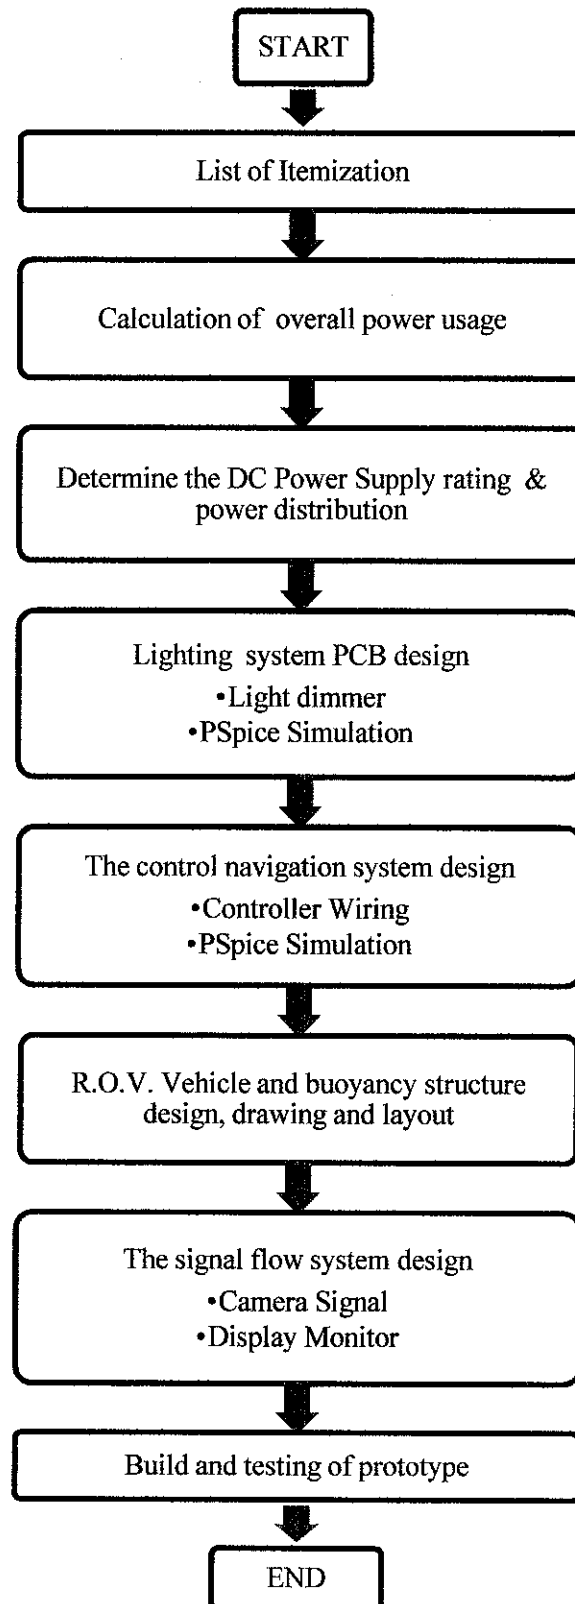 START
List of Itemization
Calculation of overall power usage
Determine the DC Power Supply rating &
power distribution
Lighting system PCB design
•Light dimmer
•PSpice Simulation
The control navigation system design
•Controller Wiring
•PSpice Simulation
R.O.V. Vehicle and buoyancy structure
design, drawing and layout
The signal flow system design
•Camera Signal
•Display Monitor
Build and testing of prototype
END